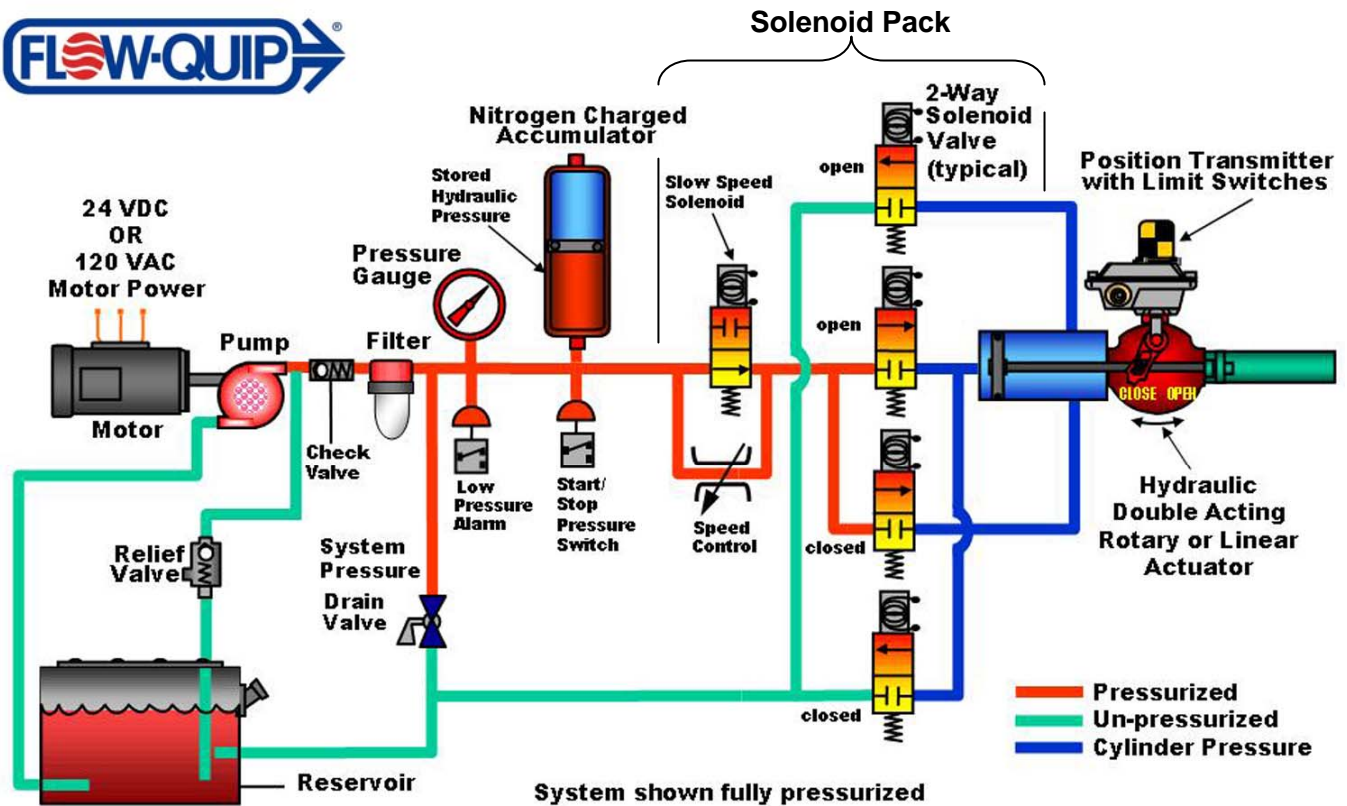 Solenoid Pack
FLOW-QUIP®
Nitrogen Charged
Accumulator
2-Way
Solenoid
Valve
(typical)
open
Position Transmitter
with Limit Switches
Stored
Hydraulic
Pressure
Slow Speed
Solenoid
24 VDC
OR
120 VAC
Motor Power
Pressure
Gauge
Pump
Filter
open
CLOSE OPEN
Motor
Check
Valve
Low
Pressure
Alarm
Start/
Stop
Pressure
Switch
Speed
Control
closed
Hydraulic
Double Acting
Rotary or Linear
Actuator
Relief
Valve
System
Pressure
Drain
Valve
closed
Pressurized
Un-pressurized
Cylinder Pressure
Reservoir
System shown fully pressurized